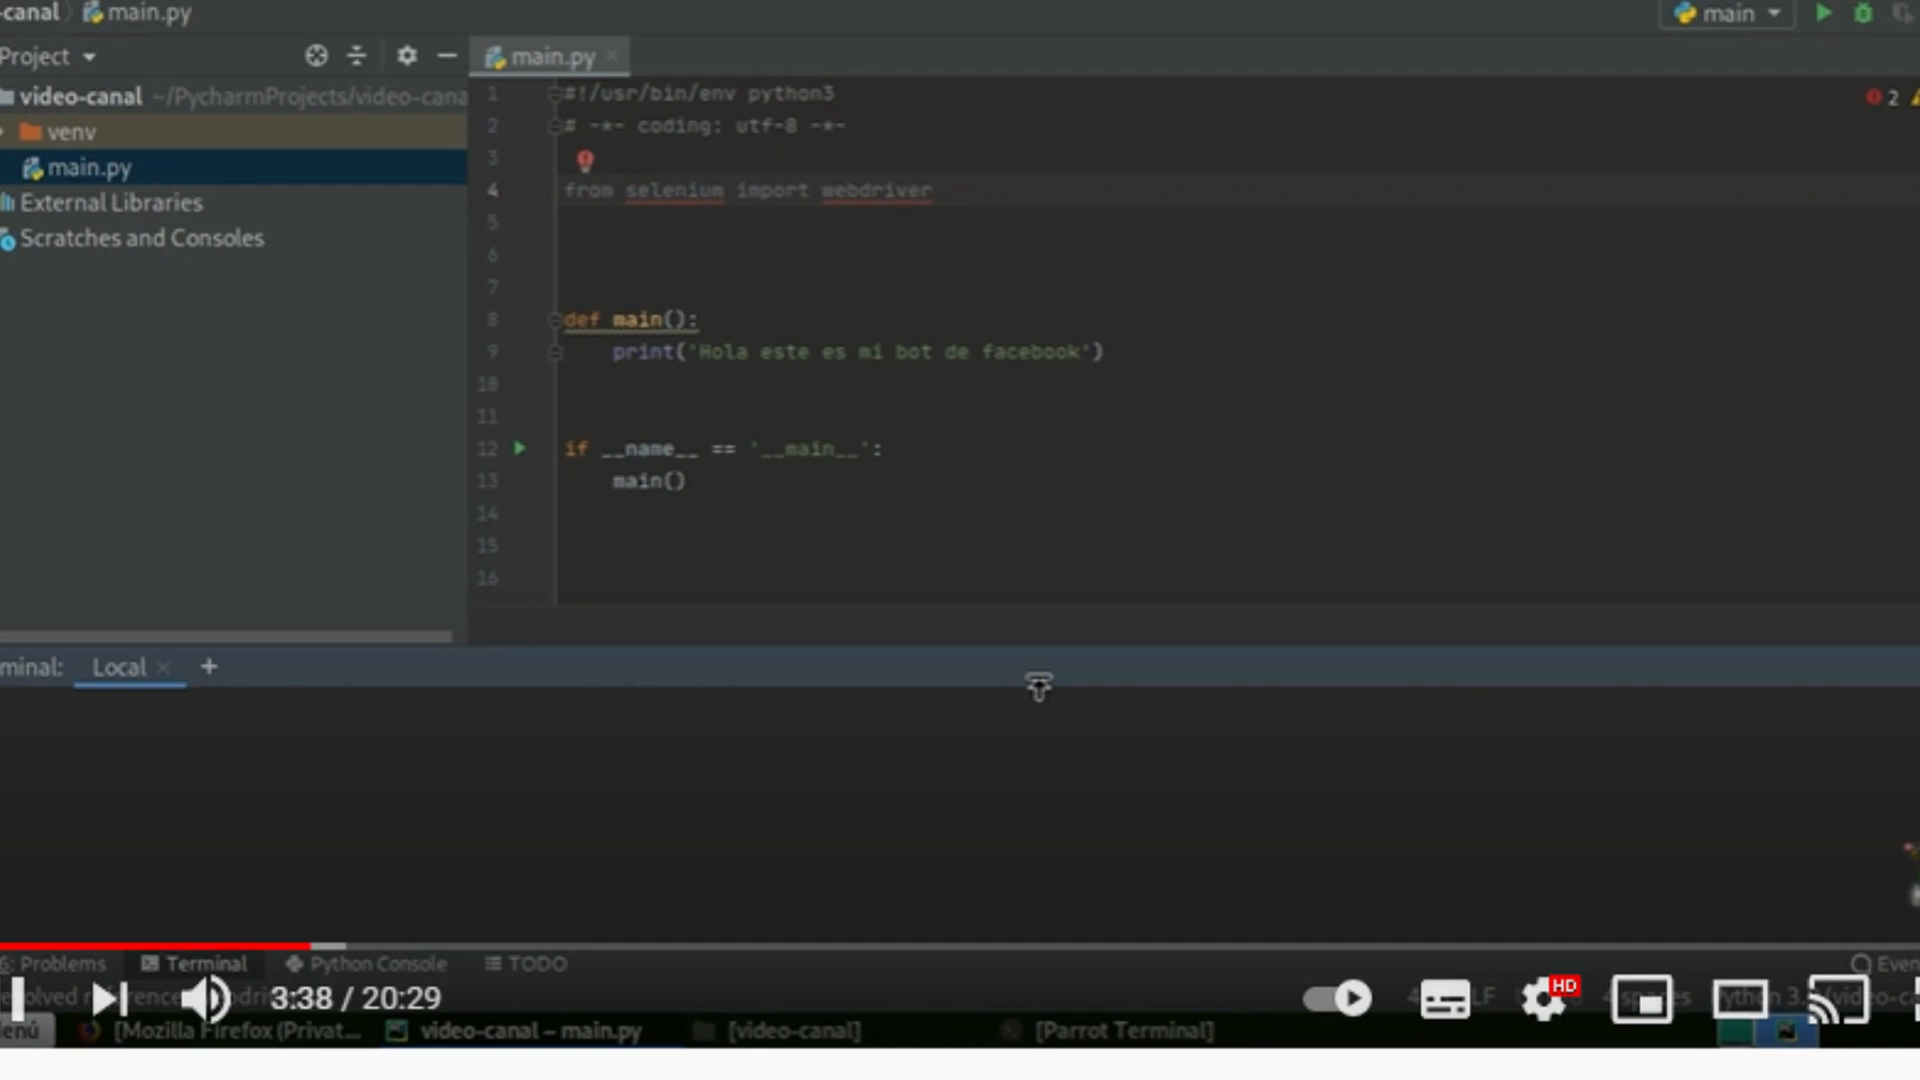 -canal main.py
main
Project
main.py
2
video-canal ~/PycharmProjects/video-cana
venv
main.py
External Libraries
Scratches and Consoles
1 #!/usr/bin/env python3
2 # -*- coding: utf-8 -*-
3
4 from selenium import webdriver
5
6
7
8 def main():
9 print('Hola este es mi bot de facebook')
10
11
12 if __name__ == '__main__':
13 main()
14
15
16
minal: Local +
6: Problems Terminal Python Console TODO Even
3:38 / 20:29 HD
enú [Mozilla Firefox (Privat... video-canal – main.py [video-canal] [Parrot Terminal]